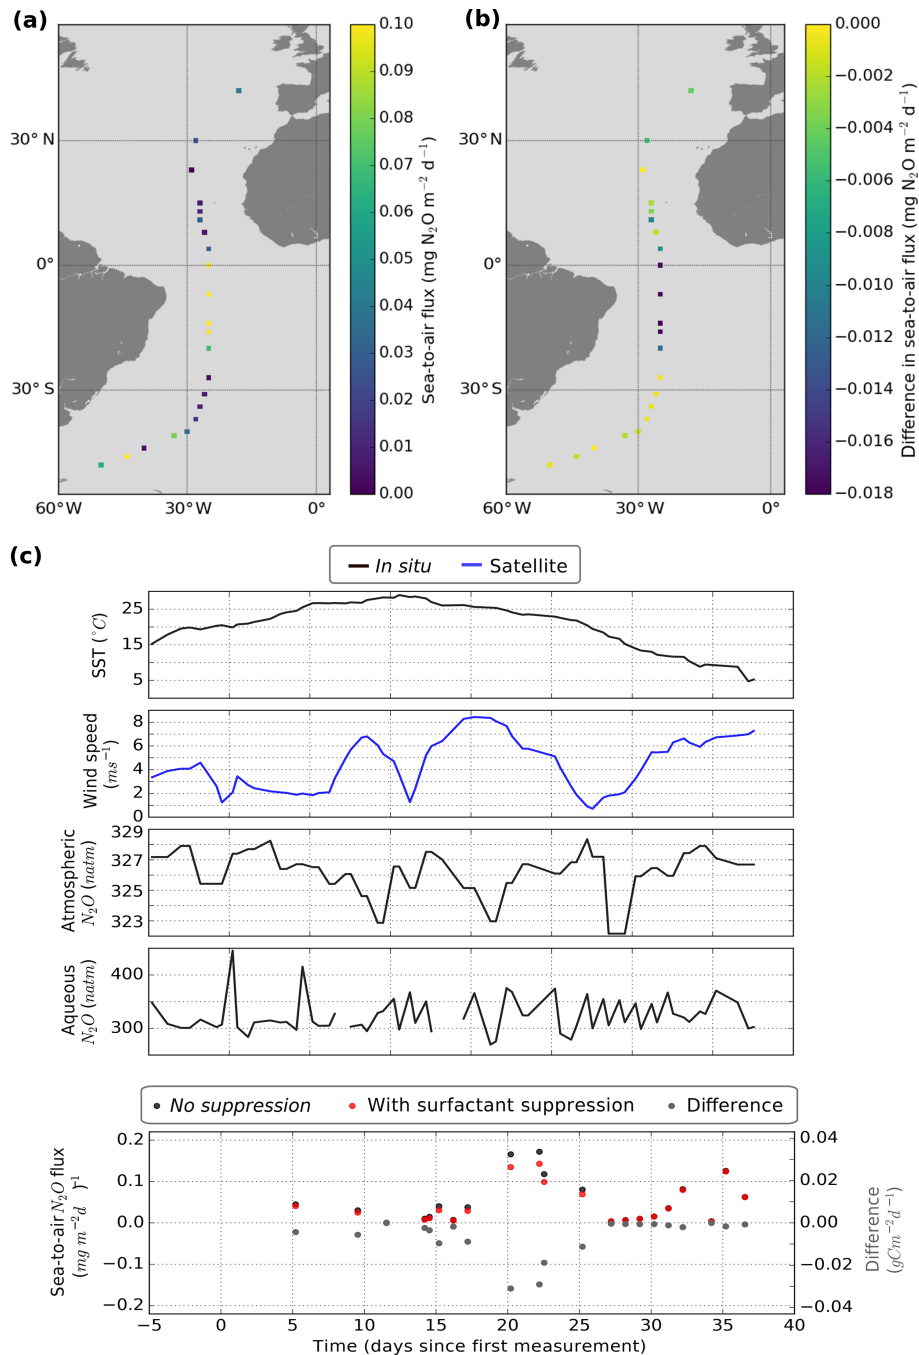 (a)
30° N
0°
30° S
60°W
30°W
0°
0.10
0.09
0.08
0.07
0.06
0.05
0.04
0.03
0.02
0.01
0.00
Sea-to-air flux (mg N₂O m⁻² d⁻¹)
(b)
60°W
30°W
0°
0.000
−0.002
−0.004
−0.006
−0.008
−0.010
−0.012
−0.014
−0.016
−0.018
Difference in sea-to-air flux (mg N₂O m⁻² d⁻¹)
(c)
In situ
Satellite
SST (°C)
25
15
5
Wind speed
(ms⁻¹)
8
6
4
2
0
Atmospheric
N₂O (natm)
329
327
325
323
Aqueous
N₂O (natm)
400
300
No suppression
With surfactant suppression
Difference
Sea-to-air N₂O flux
(mg m⁻²d )⁻¹
0.2
0.1
0.0
−0.1
−0.2
0.04
0.02
0.00
−0.02
−0.04
Difference
(gCm⁻²d⁻¹)
−5
0
5
10
15
20
25
30
35
40
Time (days since first measurement)